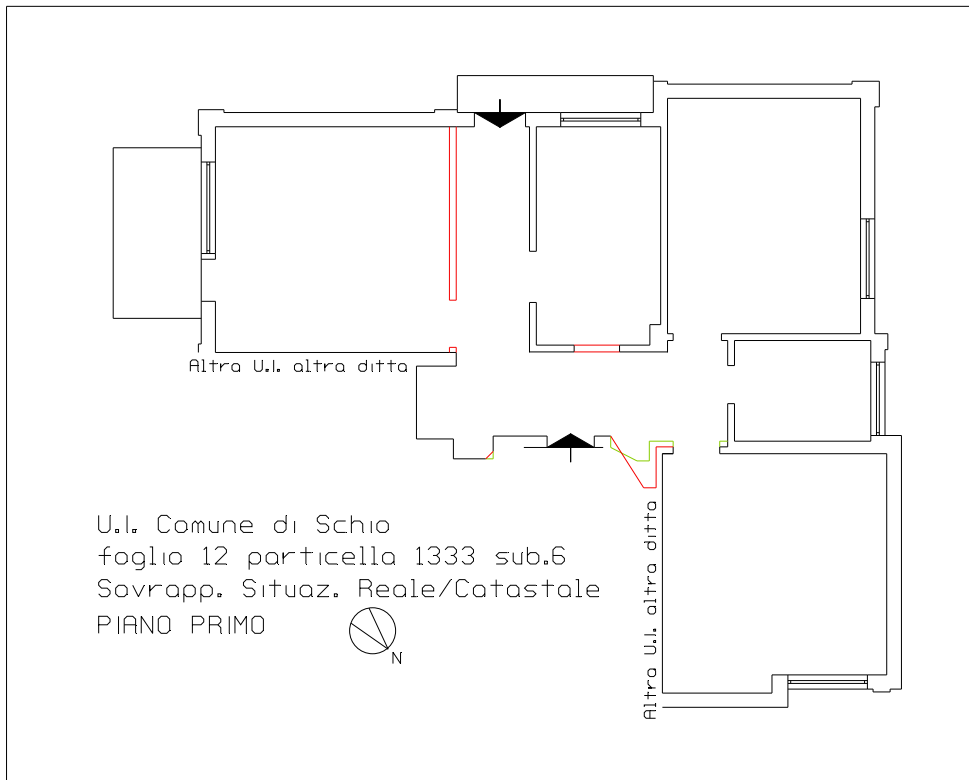 Altra U.I. altra ditta
U.I. Comune di Schio
foglio 12 particella 1333 sub.6
Sovrapp. Situaz. Reale/Catastale
PIANO PRIMO
N
Altra U.I. altra ditta